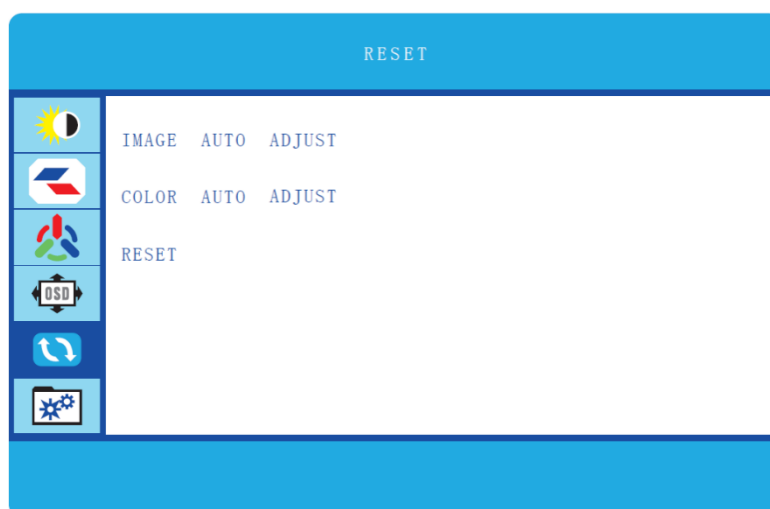 RESET
IMAGE AUTO ADJUST
COLOR AUTO ADJUST
RESET
OSD